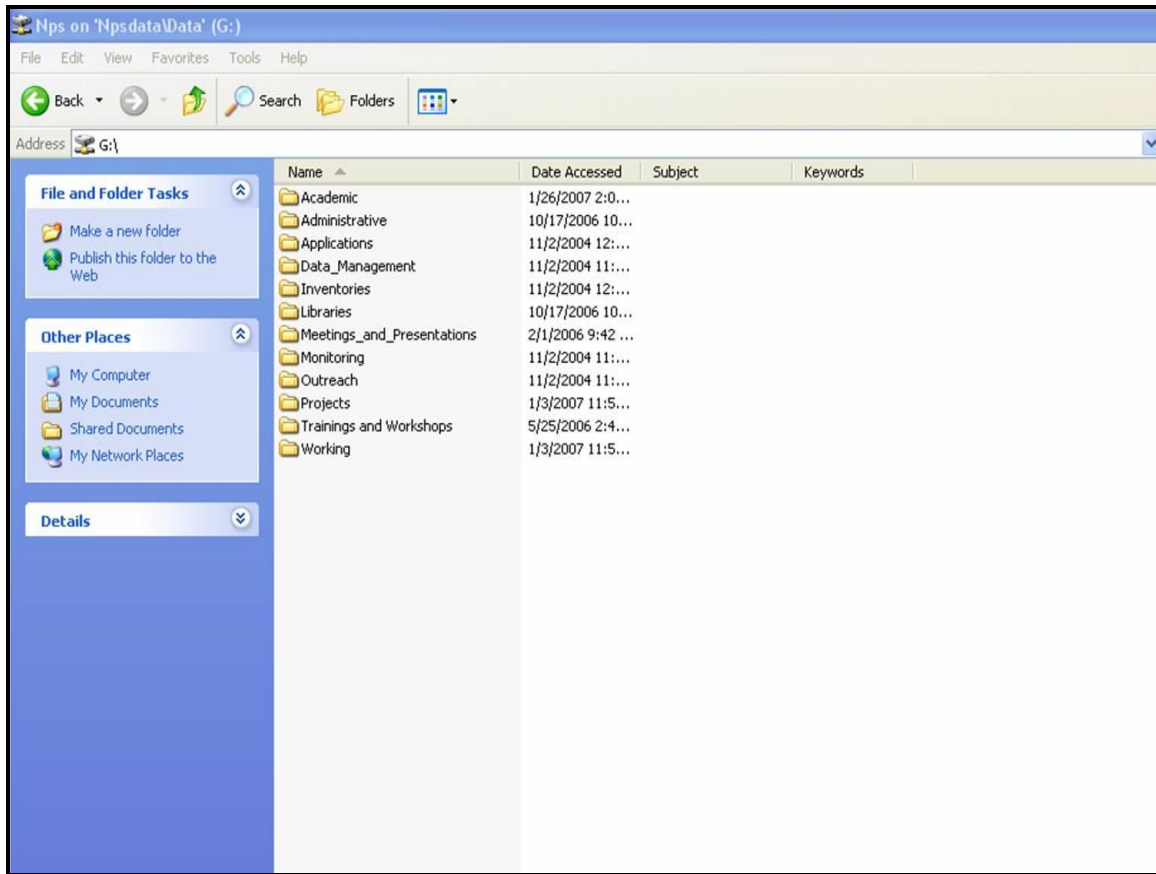 Nps on 'Npsdata\Data' (G:)
File Edit View Favorites Tools Help
Back Search Folders
Address G:\
File and Folder Tasks
Make a new folder
Publish this folder to the
Web
Other Places
My Computer
My Documents
Shared Documents
My Network Places
Details
Name Date Accessed Subject Keywords
Academic 1/26/2007 2:0...
Administrative 10/17/2006 10...
Applications 11/2/2004 12:...
Data_Management 11/2/2004 11:...
Inventories 11/2/2004 12:...
Libraries 10/17/2006 10...
Meetings_and_Presentations 2/1/2006 9:42 ...
Monitoring 11/2/2004 11:...
Outreach 11/2/2004 11:...
Projects 1/3/2007 11:5...
Trainings and Workshops 5/25/2006 2:4...
Working 1/3/2007 11:5...